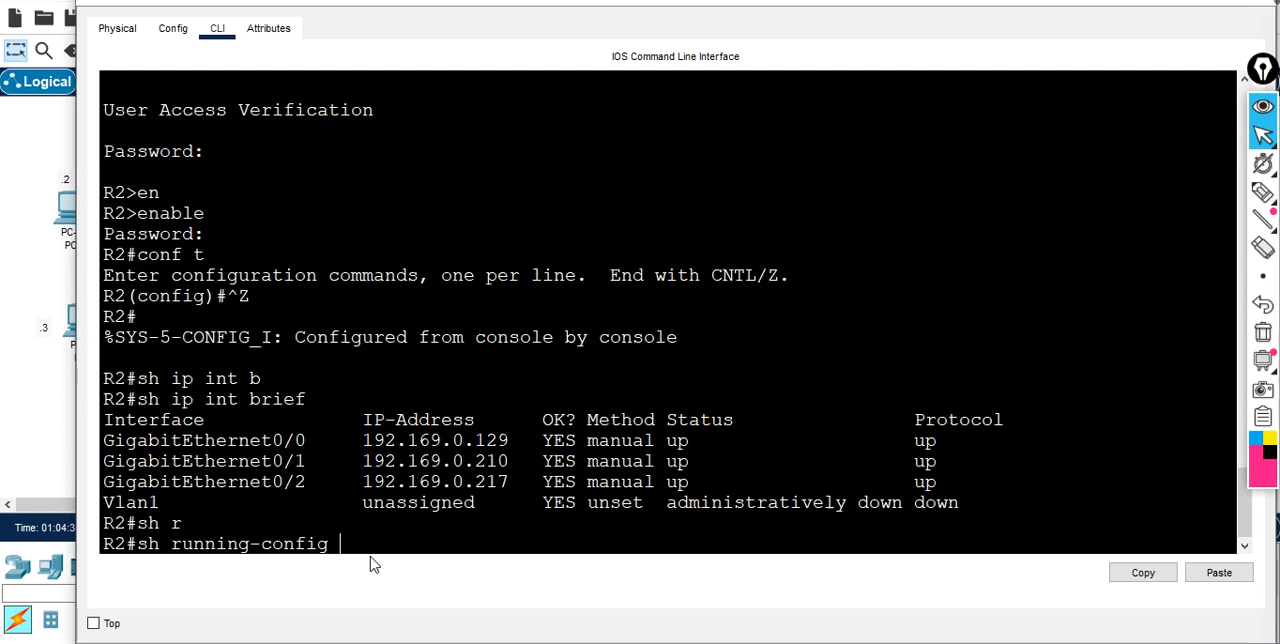 Physical Config CLI Attributes
IOS Command Line Interface
Logical
User Access Verification
Password:
R2>en
R2>enable
Password:
R2#conf t
Enter configuration commands, one per line.  End with CNTL/Z.
R2(config)#^Z
R2#
%SYS-5-CONFIG_I: Configured from console by console
R2#sh ip int b
R2#sh ip int brief
Interface IP-Address OK? Method Status Protocol
GigabitEthernet0/0 192.169.0.129 YES manual up up
GigabitEthernet0/1 192.169.0.210 YES manual up up
GigabitEthernet0/2 192.169.0.217 YES manual up up
Vlan1 unassigned YES unset administratively down down
R2#sh r
R2#sh running-config
.2
PC-
PC
.3
Time: 01:04:3
Copy Paste
Top